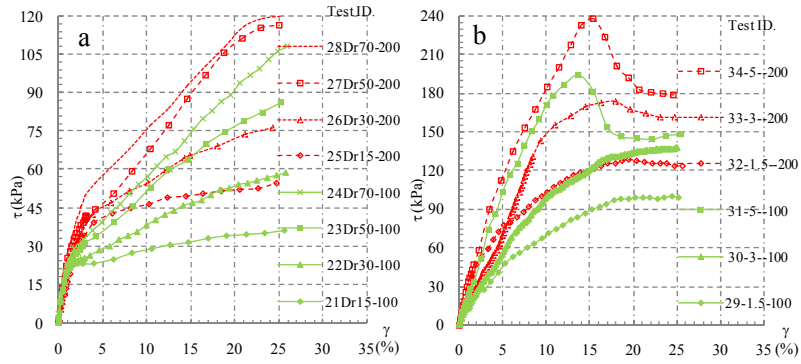 a
Test ID.
28Dr70-200
27Dr50-200
26Dr30-200
25Dr15-200
24Dr70-100
23Dr50-100
22Dr30-100
21Dr15-100
τ (kPa)
120
105
90
75
60
45
30
15
0
0 5 10 15 20 25 30 35
γ
(%)
b
Test ID.
34-5--200
33-3--200
32-1.5--200
31-5--100
30-3--100
29-1.5-100
τ (kPa)
240
210
180
150
120
90
60
30
0
0 5 10 15 20 25 30 35
γ
(%)